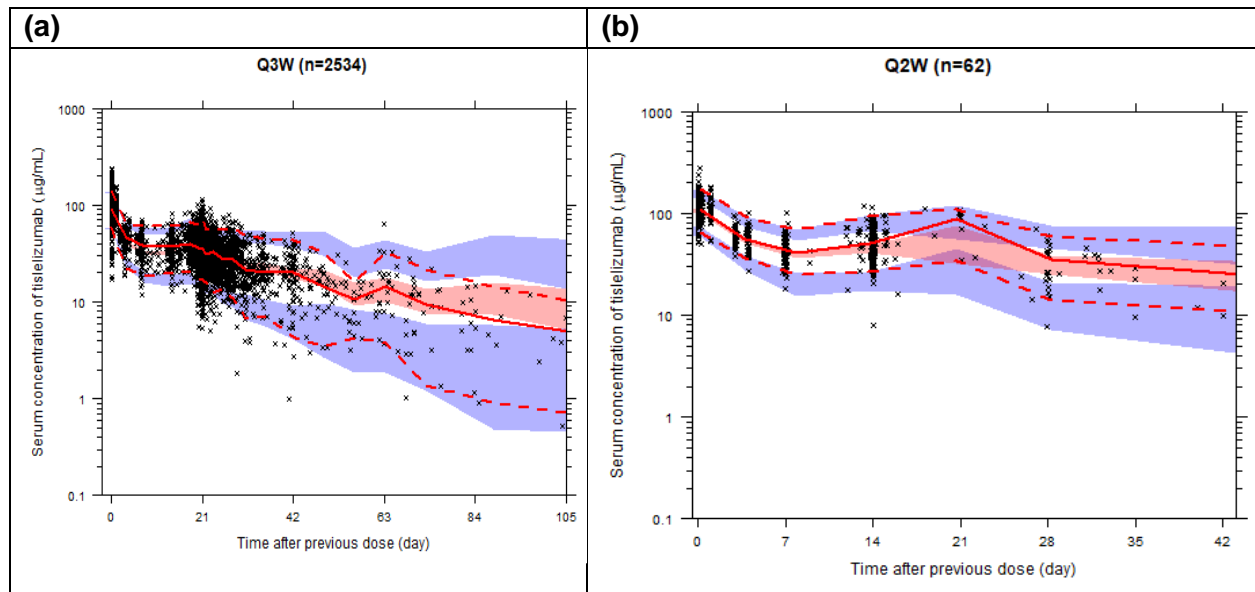 (a)
Q3W (n=2534)
Serum concentration of tislelizumab (µg/mL)
1000
100
10
1
0.1
0 21 42 63 84 105
Time after previous dose (day)
(b)
Q2W (n=62)
Serum concentration of tislelizumab (µg/mL)
1000
100
10
1
0.1
0 7 14 21 28 35 42
Time after previous dose (day)